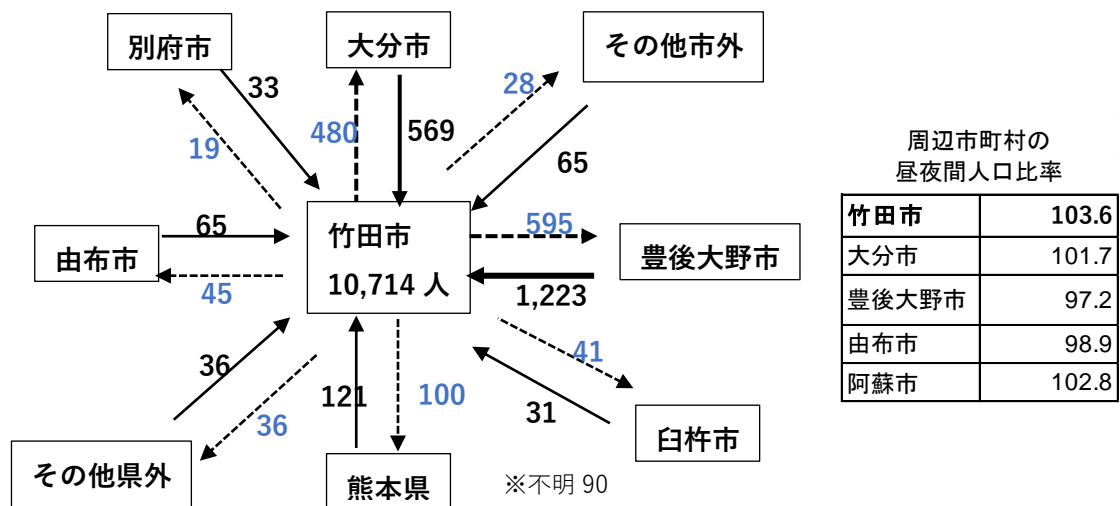 別府市
大分市
その他市外
33
28
480
569
19
65
周辺市町村の
昼夜間人口比率
竹田市 103.6
大分市 101.7
豊後大野市 97.2
由布市 98.9
阿蘇市 102.8
65
竹田市
10,714 人
595
豊後大野市
由布市
45
1,223
36
121
100
41
36
31
臼杵市
その他県外
熊本県
※不明 90